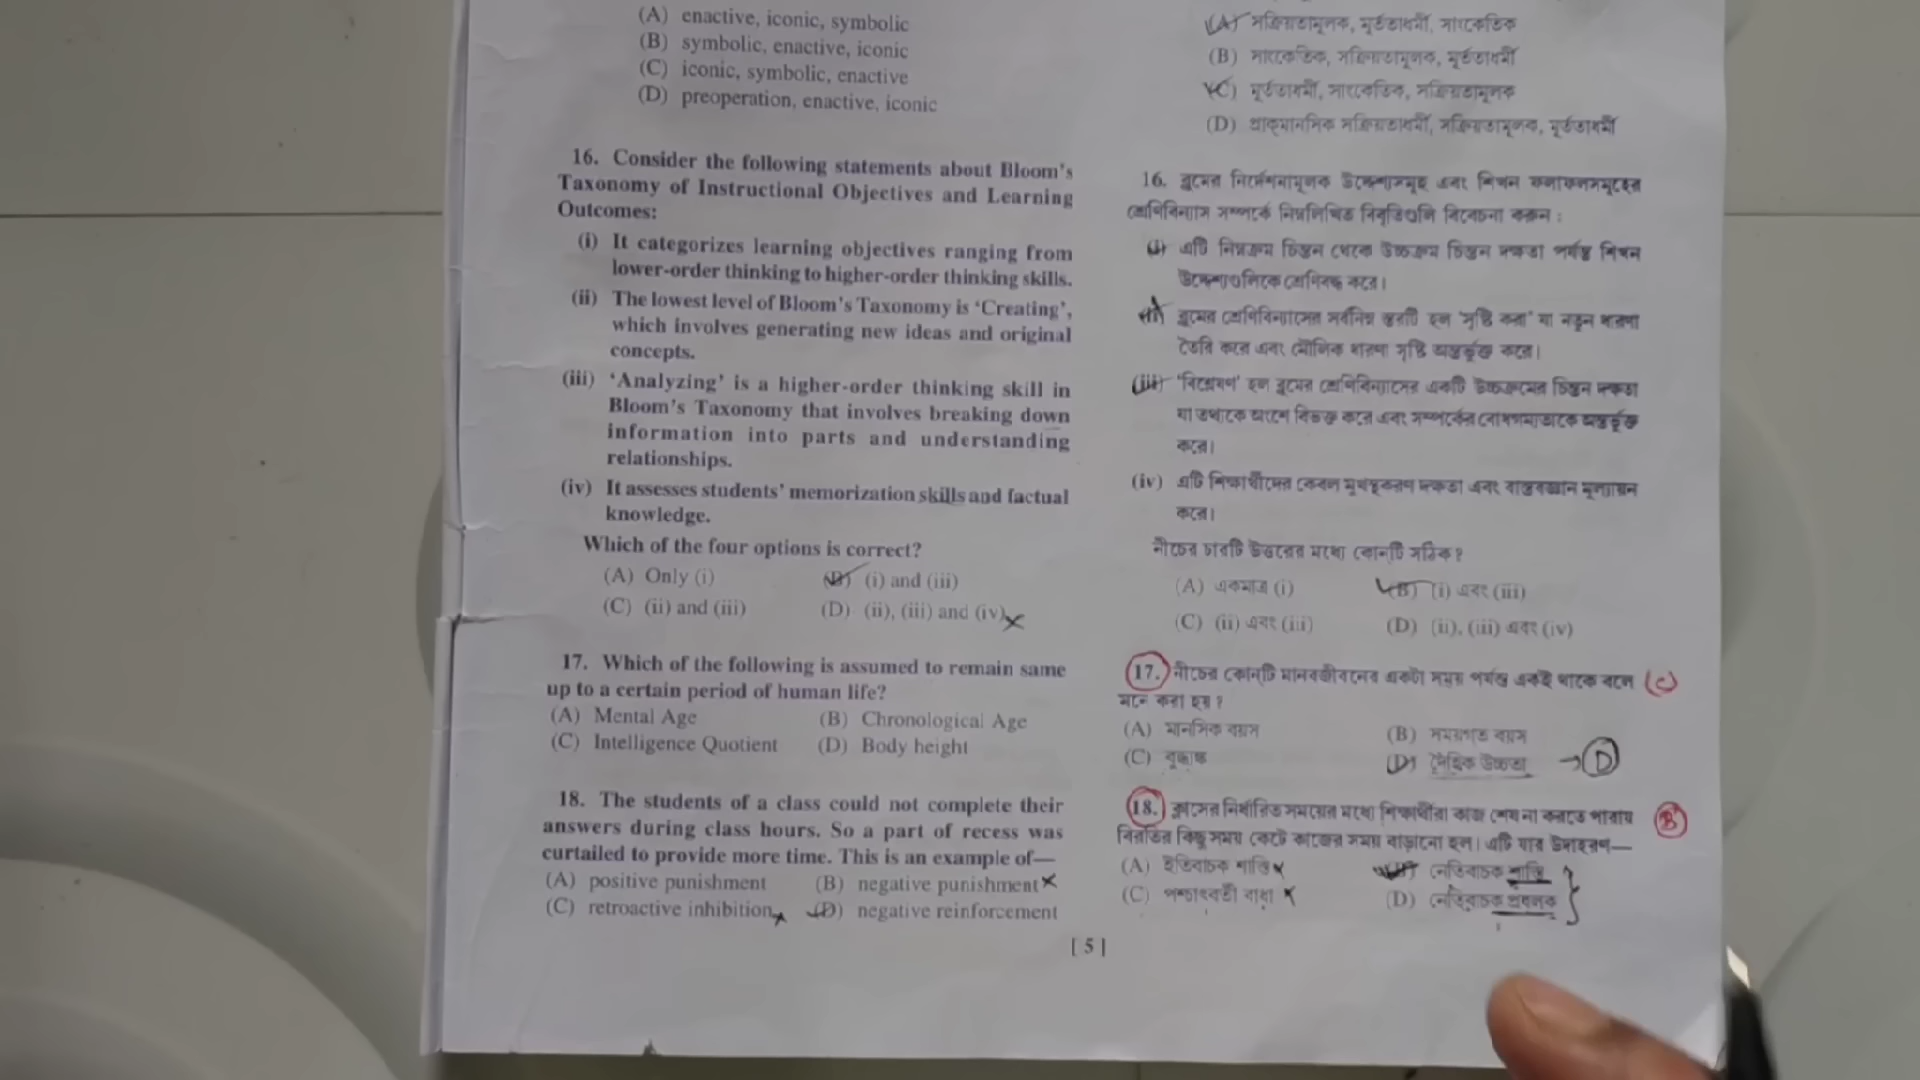 (A) enactive, iconic, symbolic
(B) symbolic, enactive, iconic
(C) iconic, symbolic, enactive
(D) preoperation, enactive, iconic
16. Consider the following statements about Bloom's
Taxonomy of Instructional Objectives and Learning
Outcomes:
(i) It categorizes learning objectives ranging from
lower-order thinking to higher-order thinking skills.
(ii) The lowest level of Bloom's Taxonomy is 'Creating',
which involves generating new ideas and original
concepts.
(iii) 'Analyzing' is a higher-order thinking skill in
Bloom's Taxonomy that involves breaking down
information into parts and understanding
relationships.
(iv) It assesses students' memorization skills and factual
knowledge.
Which of the four options is correct?
(A) Only (i) (B) (i) and (iii)
(C) (ii) and (iii) (D) (ii), (iii) and (iv)
17. Which of the following is assumed to remain same
up to a certain period of human life?
(A) Mental Age (B) Chronological Age
(C) Intelligence Quotient (D) Body height
18. The students of a class could not complete their
answers during class hours. So a part of recess was
curtailed to provide more time. This is an example of—
(A) positive punishment (B) negative punishment
(C) retroactive inhibition (D) negative reinforcement
(A) সক্রিয়তামূলক, মূর্ততাধর্মী, সাংকেতিক
(B) সাংকেতিক, সক্রিয়তামূলক, মূর্ততাধর্মী
(C) মূর্ততাধর্মী, সাংকেতিক, সক্রিয়তামূলক
(D) প্রাক্‌মানসিক সক্রিয়তাধর্মী, সক্রিয়তামূলক, মূর্ততাধর্মী
16. ব্লুমের নির্দেশনামূলক উদ্দেশ্যসমূহ এবং শিখন ফলাফলসমূহের
শ্রেণিবিন্যাস সম্পর্কে নিম্নলিখিত বিবৃতিগুলি বিবেচনা করুন :
(i) এটি নিম্নক্রম চিন্তন থেকে উচ্চক্রম চিন্তন দক্ষতা পর্যন্ত শিখন
উদ্দেশ্যগুলিকে শ্রেণিবদ্ধ করে।
ব্লুমের শ্রেণিবিন্যাসের সর্বনিম্ন স্তরটি হল 'সৃষ্টি করা' যা নতুন ধারণা
তৈরি করে এবং মৌলিক ধারণা সৃষ্টি অন্তর্ভুক্ত করে।
(iii) 'বিশ্লেষণ' হল ব্লুমের শ্রেণিবিন্যাসের একটি উচ্চক্রমের চিন্তন দক্ষতা
যা তথ্যকে অংশে বিভক্ত করে এবং সম্পর্কের বোধগম্যতাকে অন্তর্ভুক্ত
করে।
(iv) এটি শিক্ষার্থীদের কেবল মুখস্থকরণ দক্ষতা এবং বাস্তবজ্ঞান মূল্যায়ন
করে।
নীচের চারটি উত্তরের মধ্যে কোন্‌টি সঠিক?
(A) একমাত্র (i) (B) (i) এবং (iii)
(C) (ii) এবং (iii) (D) (ii), (iii) এবং (iv)
17. নীচের কোন্‌টি মানবজীবনের একটা সময় পর্যন্ত একই থাকে বলে (C)
মনে করা হয়?
(A) মানসিক বয়স (B) সময়গত বয়স
(C) বুদ্ধ্যঙ্ক (D) দৈহিক উচ্চতা → D
18. ক্লাসের নির্ধারিত সময়ের মধ্যে শিক্ষার্থীরা কাজ শেষ না করতে পারায় B
বিরতির কিছু সময় কেটে কাজের সময় বাড়ানো হল। এটি যার উদাহরণ—
(A) ইতিবাচক শাস্তি নেতিবাচক শাস্তি
(C) পশ্চাৎবর্তী বাধা (D) নেতিবাচক প্রবলক
[ 5 ]